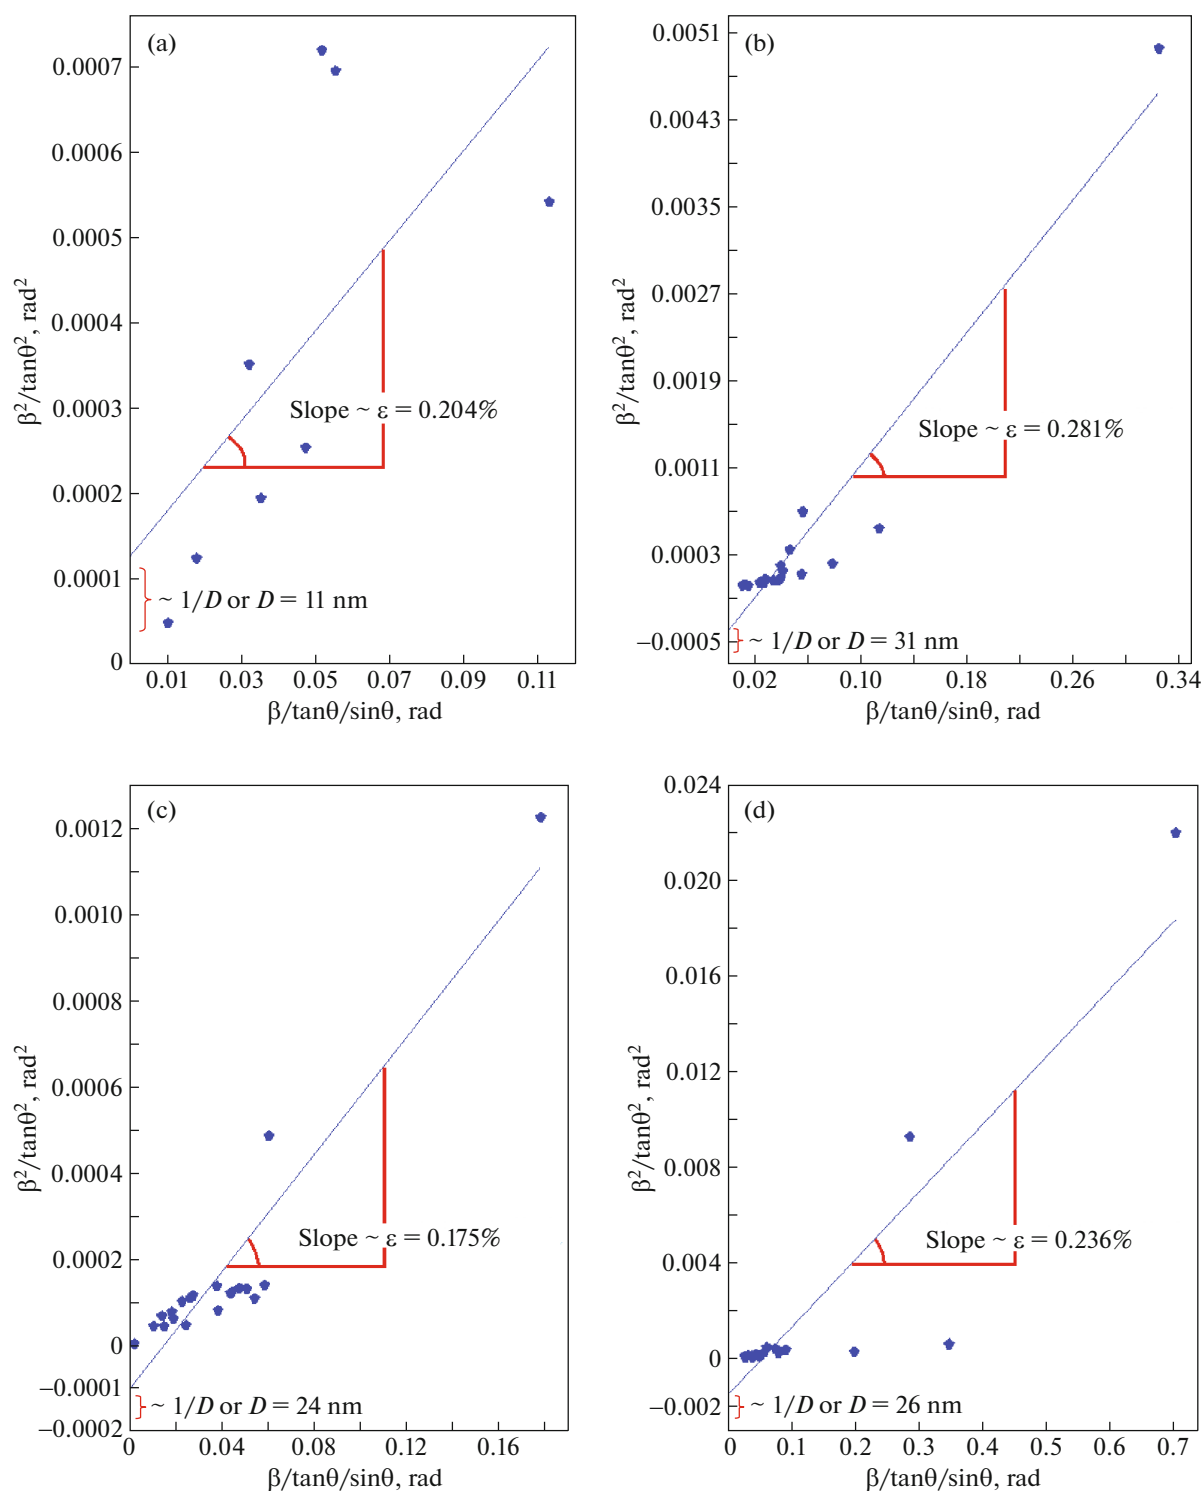 (a)
0.0007
0.0006
0.0005
0.0004
0.0003
0.0002
0.0001
0
β²/tanθ², rad²
Slope ~ ε = 0.204%
~ 1/D or D = 11 nm
0.01 0.03 0.05 0.07 0.09 0.11
β/tanθ/sinθ, rad
(b)
0.0051
0.0043
0.0035
0.0027
0.0019
0.0011
0.0003
−0.0005
β²/tanθ², rad²
Slope ~ ε = 0.281%
~ 1/D or D = 31 nm
0.02 0.10 0.18 0.26 0.34
β/tanθ/sinθ, rad
(c)
0.0012
0.0010
0.0008
0.0006
0.0004
0.0002
0
−0.0001
−0.0002
β²/tanθ², rad²
Slope ~ ε = 0.175%
~ 1/D or D = 24 nm
0 0.04 0.08 0.12 0.16
β/tanθ/sinθ, rad
(d)
0.024
0.020
0.016
0.012
0.008
0.004
0
−0.002
β²/tanθ², rad²
Slope ~ ε = 0.236%
~ 1/D or D = 26 nm
0 0.1 0.2 0.3 0.4 0.5 0.6 0.7
β/tanθ/sinθ, rad